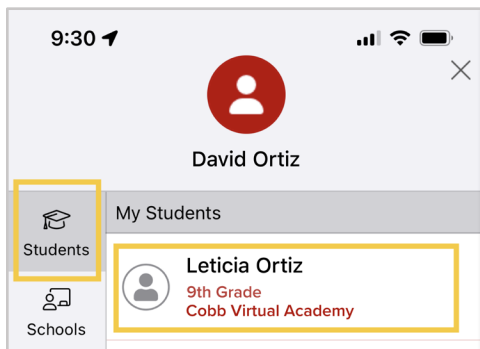 9:30
David Ortiz
My Students
Students
Leticia Ortiz
9th Grade
Cobb Virtual Academy
Schools